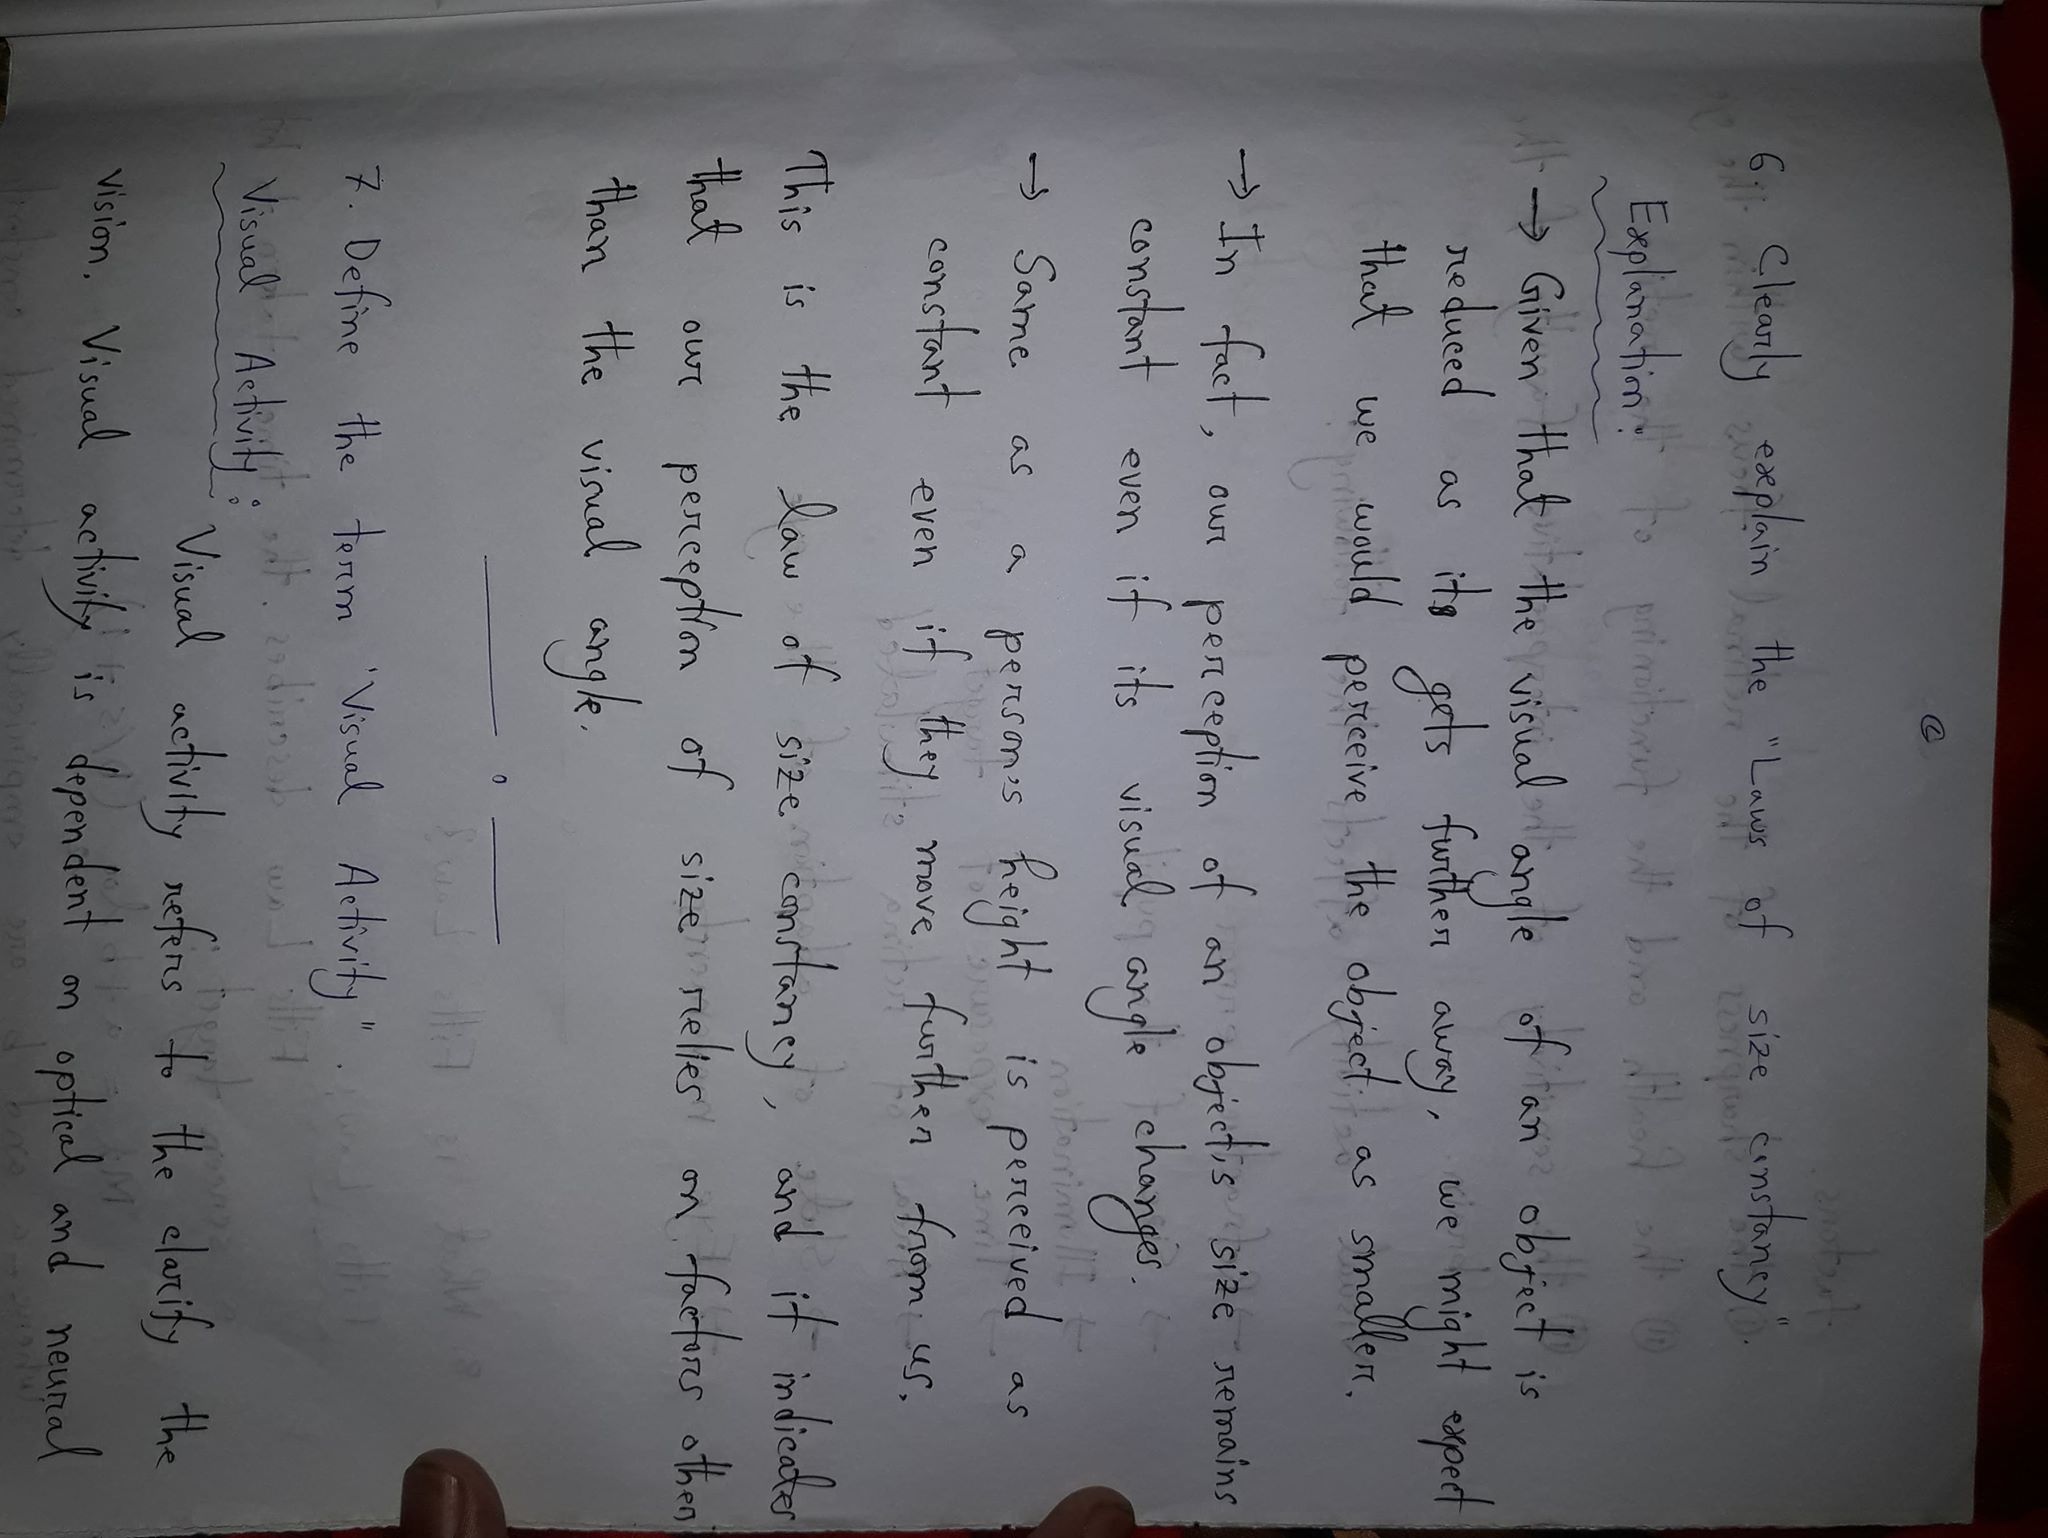 6. Clearly explain the "Laws of size constancy".
Explanation:
→ Given that the visual angle of an object is
reduced as its gets further away, we might expect
that we would perceive the object as smaller.
→ In fact, our perception of an object's size remains
constant even if its visual angle changes.
→ Same as a person's height is perceived as
constant even if they move further from us.
This is the law of size constancy, and it indicates
that our perception of size relies on factors other
than the visual angle.
7. Define the term "Visual Activity".
Visual Activity:
Visual activity refers to the clarify the
vision. Visual activity is dependent on optical and neural